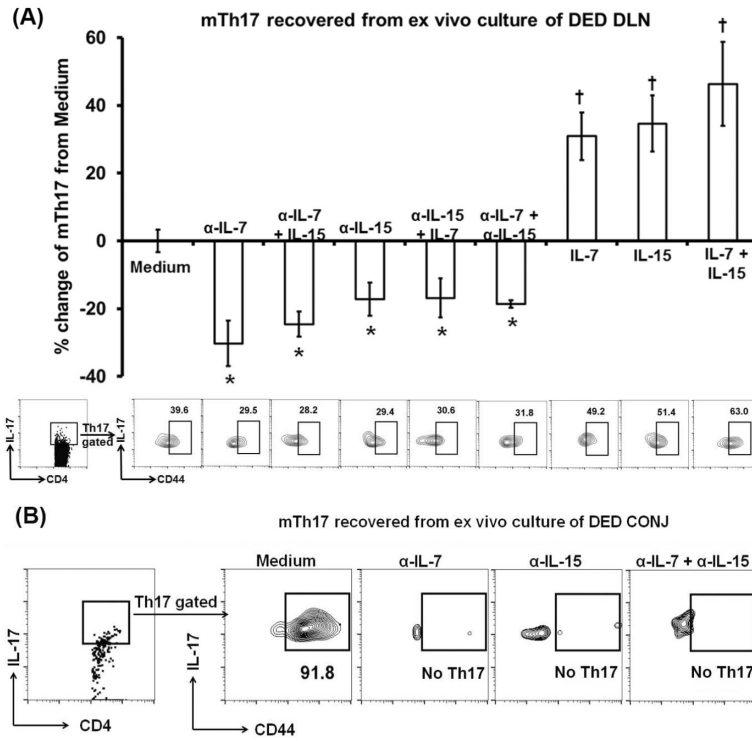 (A)
mTh17 recovered from ex vivo culture of DED DLN
% change of mTh17 from Medium
60
40
20
0
-20
-40
Medium
α-IL-7
α-IL-7
+ IL-15
α-IL-15
α-IL-15
+ IL-7
α-IL-7 +
α-IL-15
IL-7
IL-15
IL-7 +
IL-15
* * * * *
† † †
IL-17
CD4
Th17
gated
IL-17
CD44
39.6 29.5 28.2 29.4 30.6 31.8 49.2 51.4 63.0
(B)
mTh17 recovered from ex vivo culture of DED CONJ
Medium α-IL-7 α-IL-15 α-IL-7 + α-IL-15
Th17 gated
IL-17
CD4
IL-17
CD44
91.8 No Th17 No Th17 No Th17